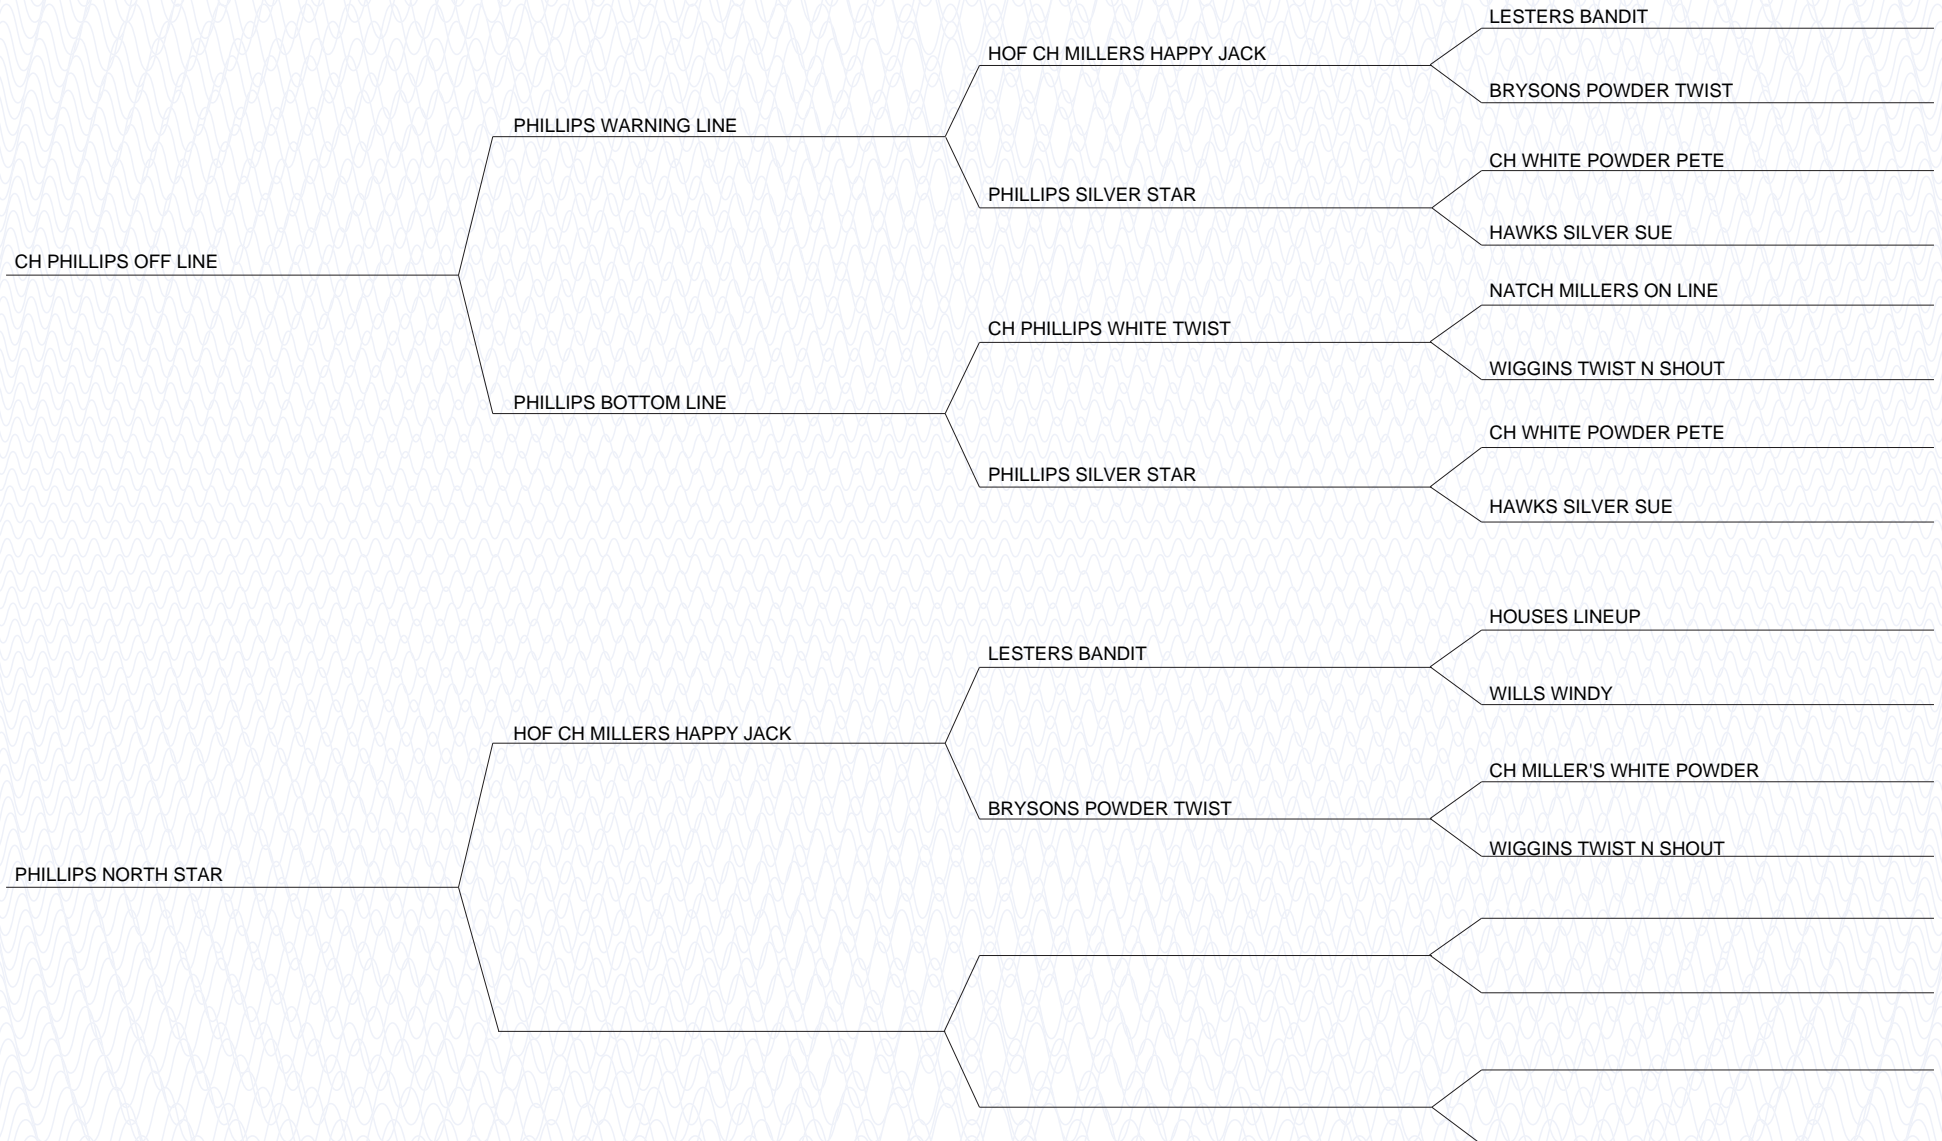 LESTERS BANDIT
HOF CH MILLERS HAPPY JACK
BRYSONS POWDER TWIST
PHILLIPS WARNING LINE
CH WHITE POWDER PETE
PHILLIPS SILVER STAR
HAWKS SILVER SUE
CH PHILLIPS OFF LINE
NATCH MILLERS ON LINE
CH PHILLIPS WHITE TWIST
WIGGINS TWIST N SHOUT
PHILLIPS BOTTOM LINE
CH WHITE POWDER PETE
PHILLIPS SILVER STAR
HAWKS SILVER SUE
HOUSES LINEUP
LESTERS BANDIT
WILLS WINDY
HOF CH MILLERS HAPPY JACK
CH MILLER'S WHITE POWDER
BRYSONS POWDER TWIST
WIGGINS TWIST N SHOUT
PHILLIPS NORTH STAR